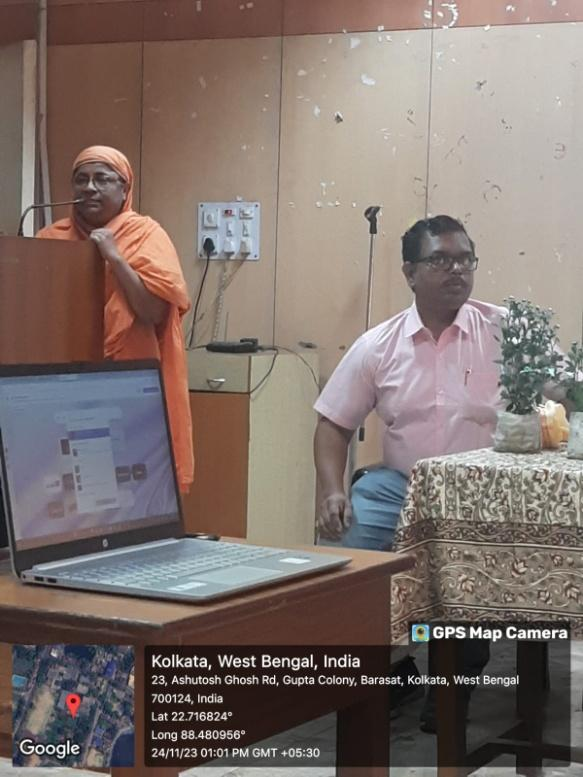 GPS Map Camera
Kolkata, West Bengal, India
23, Ashutosh Ghosh Rd, Gupta Colony, Barasat, Kolkata, West Bengal
700124, India
Lat 22.716824°
Long 88.480956°
24/11/23 01:01 PM GMT +05:30
Google
hp